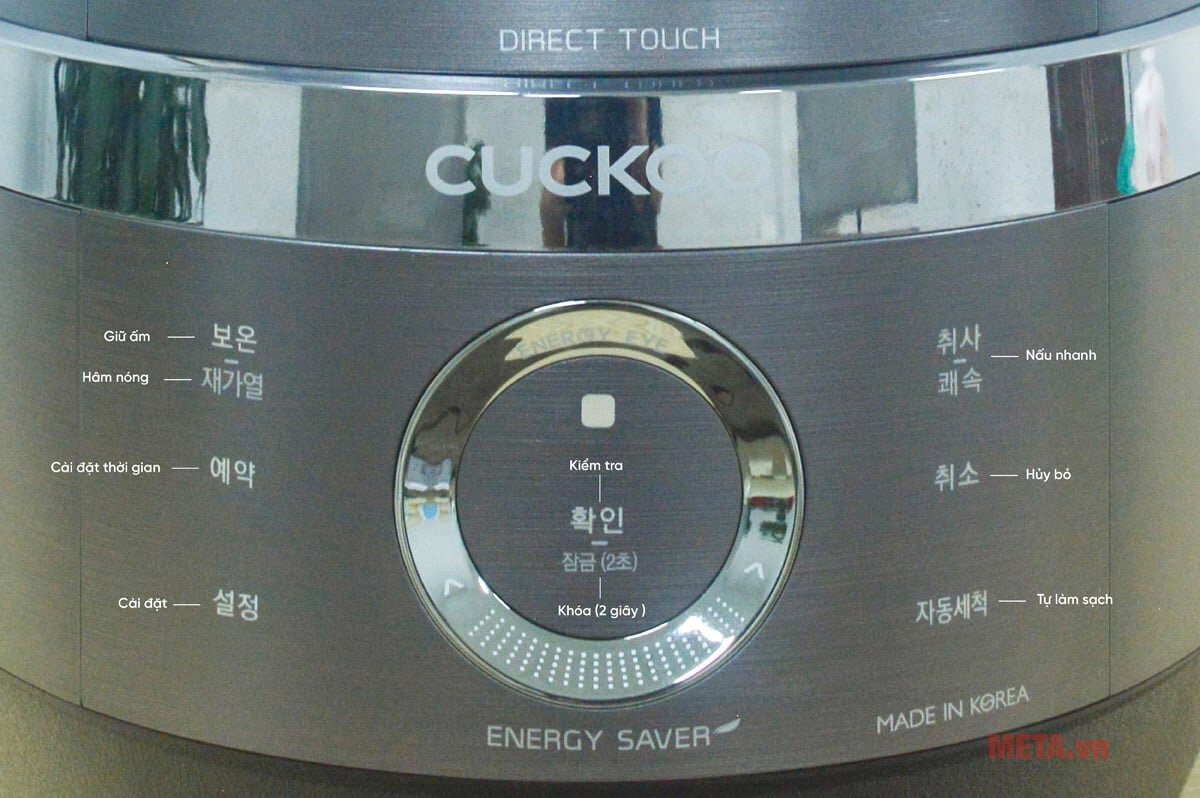 DIRECT TOUCH
CUCKOO
ENERGY EYE
Giữ ấm
보온
Hâm nóng
재가열
Cài đặt thời gian
예약
Cài đặt
설정
Kiểm tra
확인
잠금 (2초)
Khóa (2 giây )
취사
쾌속
Nấu nhanh
취소
Hủy bỏ
자동세척
Tự làm sạch
ENERGY SAVER
MADE IN KOREA
META.vn